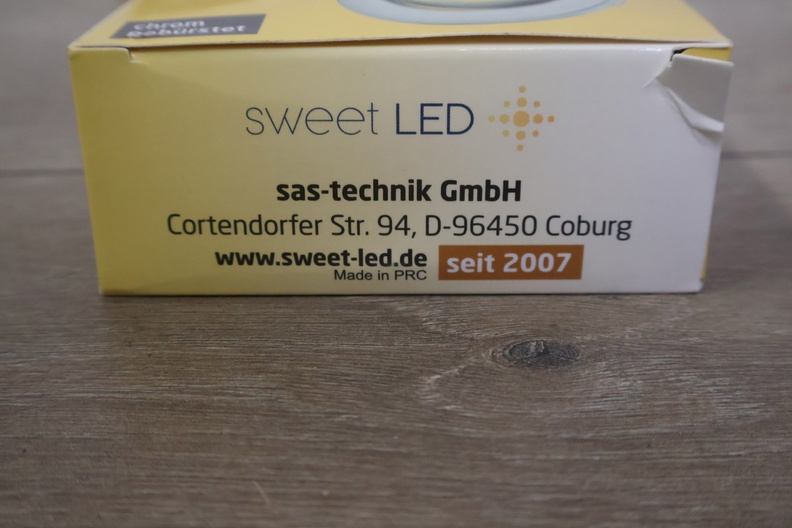 chrom
gebürstet
sweet LED
sas-technik GmbH
Cortendorfer Str. 94, D-96450 Coburg
www.sweet-led.de seit 2007
Made in PRC